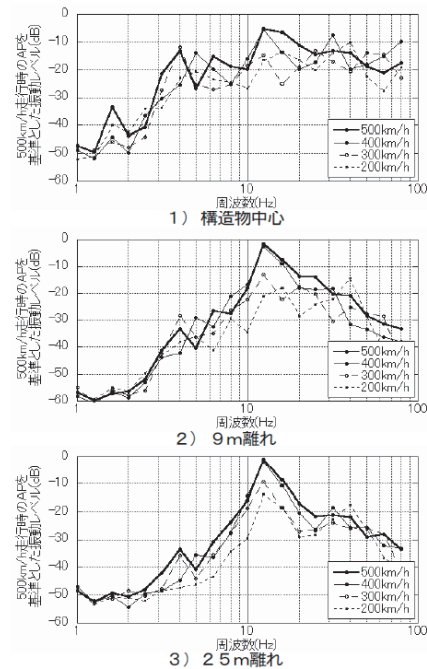 500km/h走行時のAPを
基準とした振動レベル(dB)
0
-10
-20
-30
-40
-50
-60
1
10
100
周波数(Hz)
500km/h
400km/h
300km/h
200km/h
1）構造物中心
500km/h走行時のAPを
基準とした振動レベル(dB)
0
-10
-20
-30
-40
-50
-60
1
10
100
周波数(Hz)
500km/h
400km/h
300km/h
200km/h
2）9m離れ
500km/h走行時のAPを
基準とした振動レベル(dB)
0
-10
-20
-30
-40
-50
-60
1
10
100
周波数(Hz)
500km/h
400km/h
300km/h
200km/h
3）25m離れ